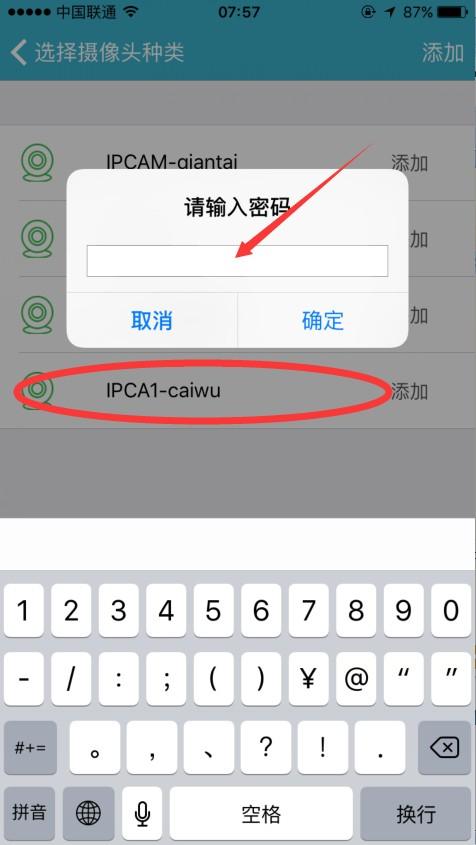 中国联通 07:57 87%
选择摄像头种类 添加
IPCAM-qiantai 添加
请输入密码
加
取消 确定
加
IPCA1-caiwu 添加
1 2 3 4 5 6 7 8 9 0
- / : ; ( ) ¥ @ “ ”
#+= 。 , 、 ? ! .
拼音 空格 换行